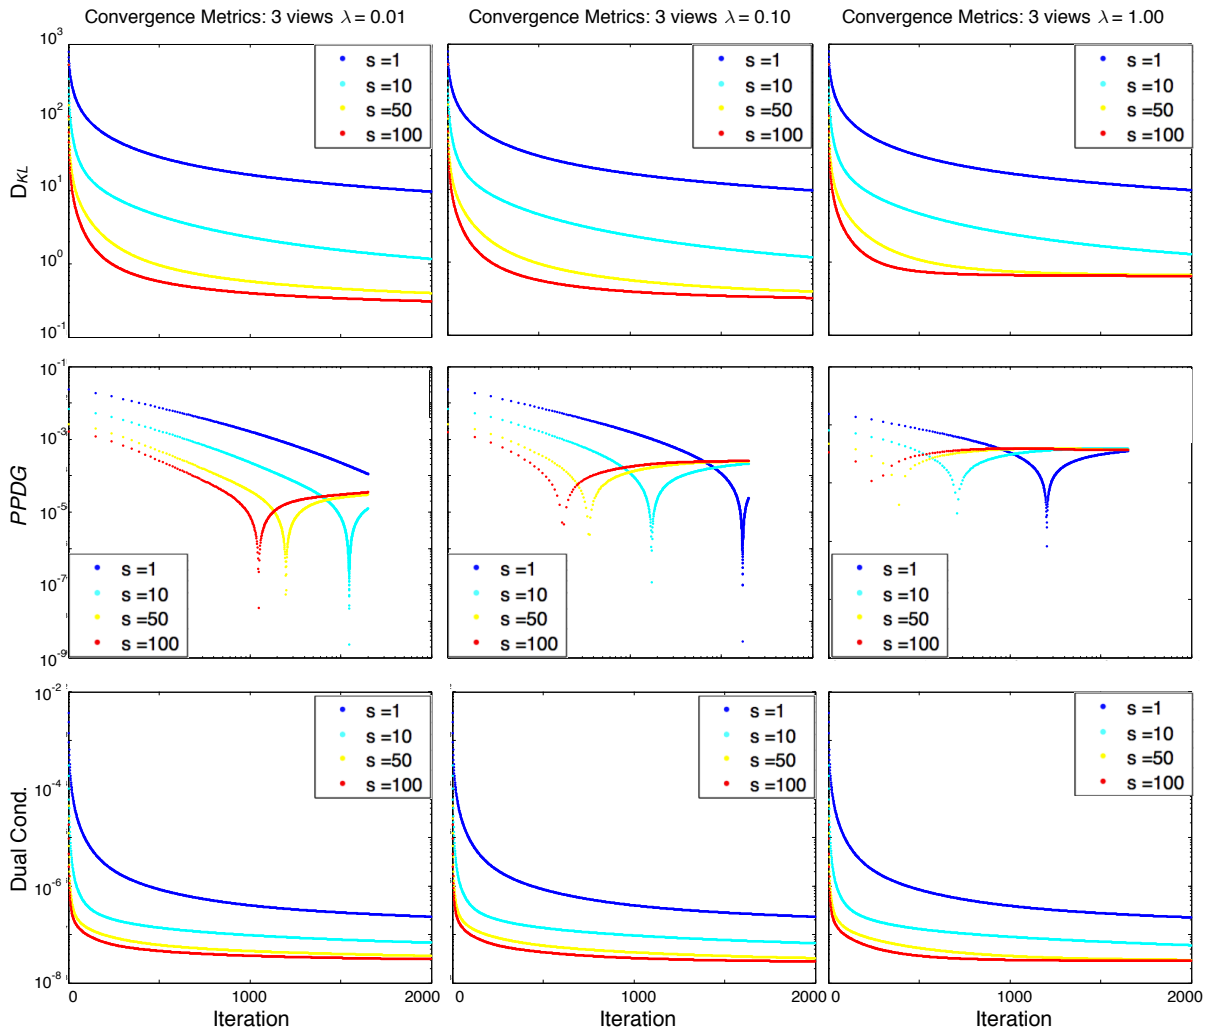 Convergence Metrics: 3 views λ = 0.01
Convergence Metrics: 3 views λ = 0.10
Convergence Metrics: 3 views λ = 1.00
D_KL
10^3
10^2
10^1
10^0
10^-1
s =1
s =10
s =50
s =100
s =1
s =10
s =50
s =100
s =1
s =10
s =50
s =100
PPDG
10^-1
10^-3
10^-5
10^-7
10^-9
s =1
s =10
s =50
s =100
s =1
s =10
s =50
s =100
s =1
s =10
s =50
s =100
Dual Cond.
10^-2
10^-4
10^-6
10^-8
s =1
s =10
s =50
s =100
s =1
s =10
s =50
s =100
s =1
s =10
s =50
s =100
0 1000 2000
0 1000 2000
0 1000 2000
Iteration
Iteration
Iteration